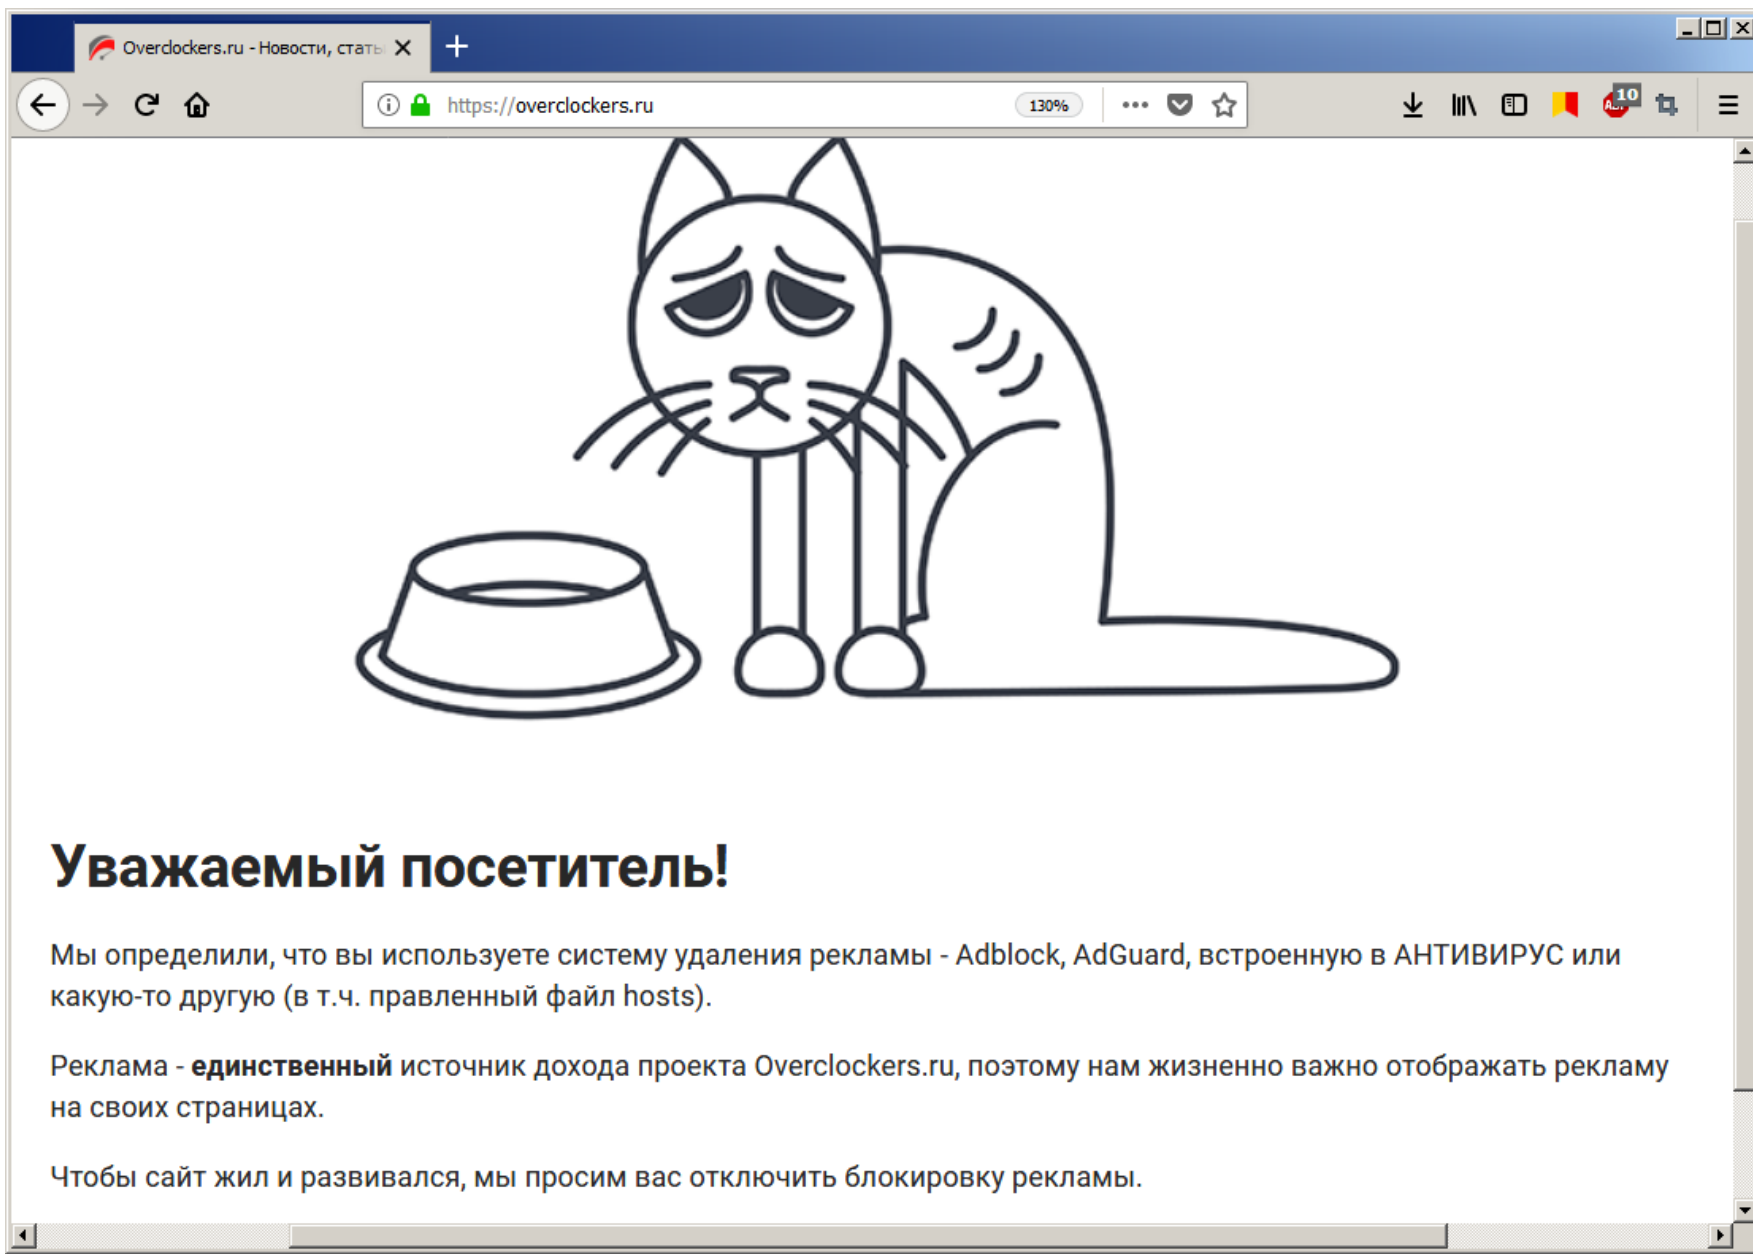 Overclockers.ru - Новости, стать
https://overclockers.ru
130%
10
ABP
Уважаемый посетитель!
Мы определили, что вы используете систему удаления рекламы - Adblock, AdGuard, встроенную в АНТИВИРУС или
какую-то другую (в т.ч. правленный файл hosts).
Реклама - единственный источник дохода проекта Overclockers.ru, поэтому нам жизненно важно отображать рекламу
на своих страницах.
Чтобы сайт жил и развивался, мы просим вас отключить блокировку рекламы.